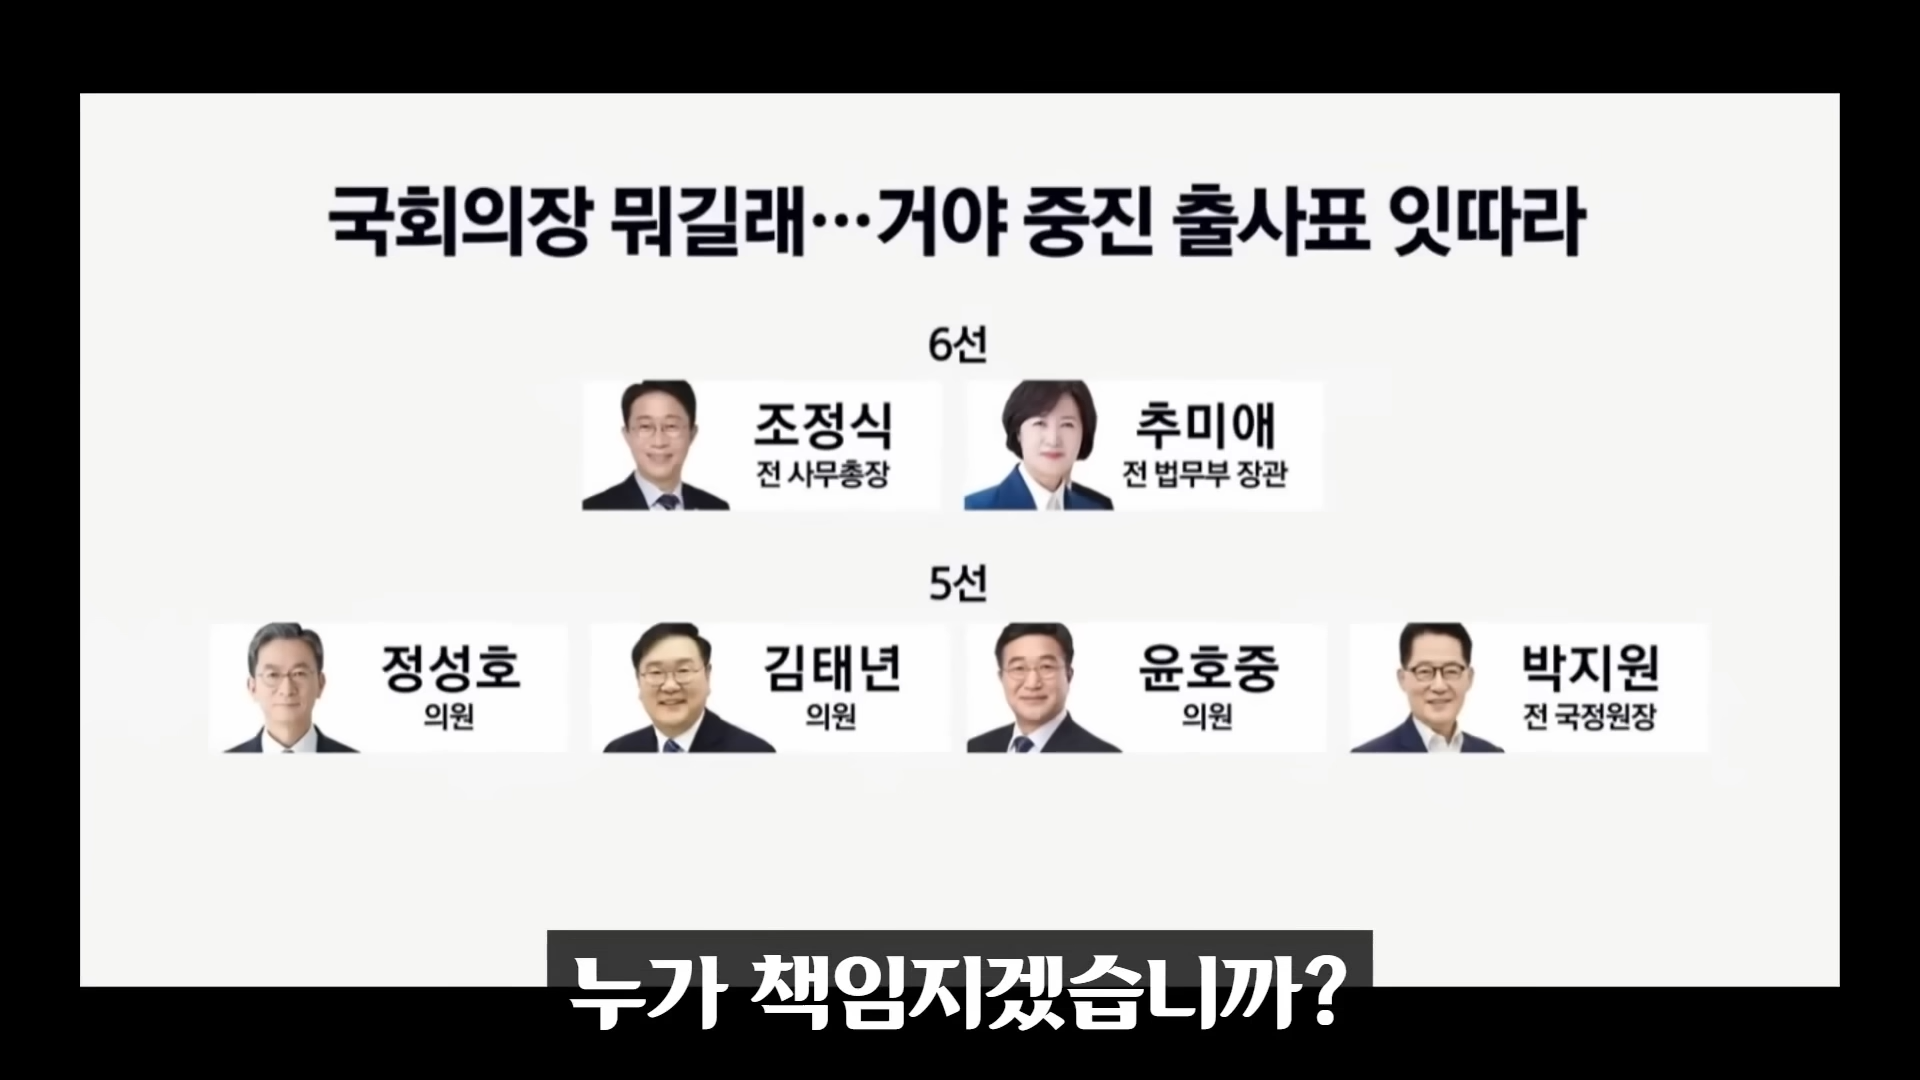 국회의장 뭐길래…거야 중진 출사표 잇따라
6선
조정식
전 사무총장
추미애
전 법무부 장관
5선
정성호
의원
김태년
의원
윤호중
의원
박지원
전 국정원장
누가 책임지겠습니까?